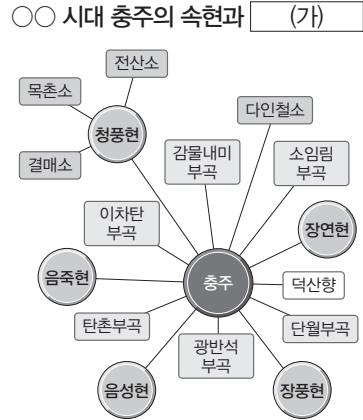 ○○ 시대 충주의 속현과 (가)
전산소
목촌소
청풍현
결매소
다인철소
감물내미
부곡
소임림
부곡
이차탄
부곡
장연현
음죽현
충주
덕산향
탄촌부곡
광반석
부곡
단월부곡
음성현
장풍현